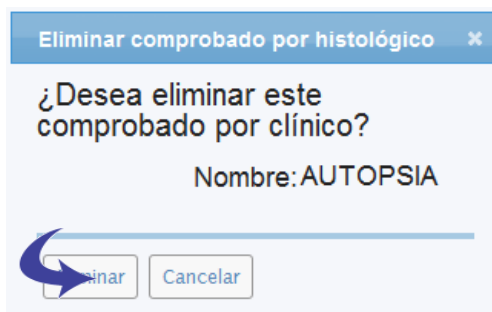 Eliminar comprobado por histológico ×
¿Desea eliminar este
comprobado por clínico?
Nombre: AUTOPSIA
Cancelar